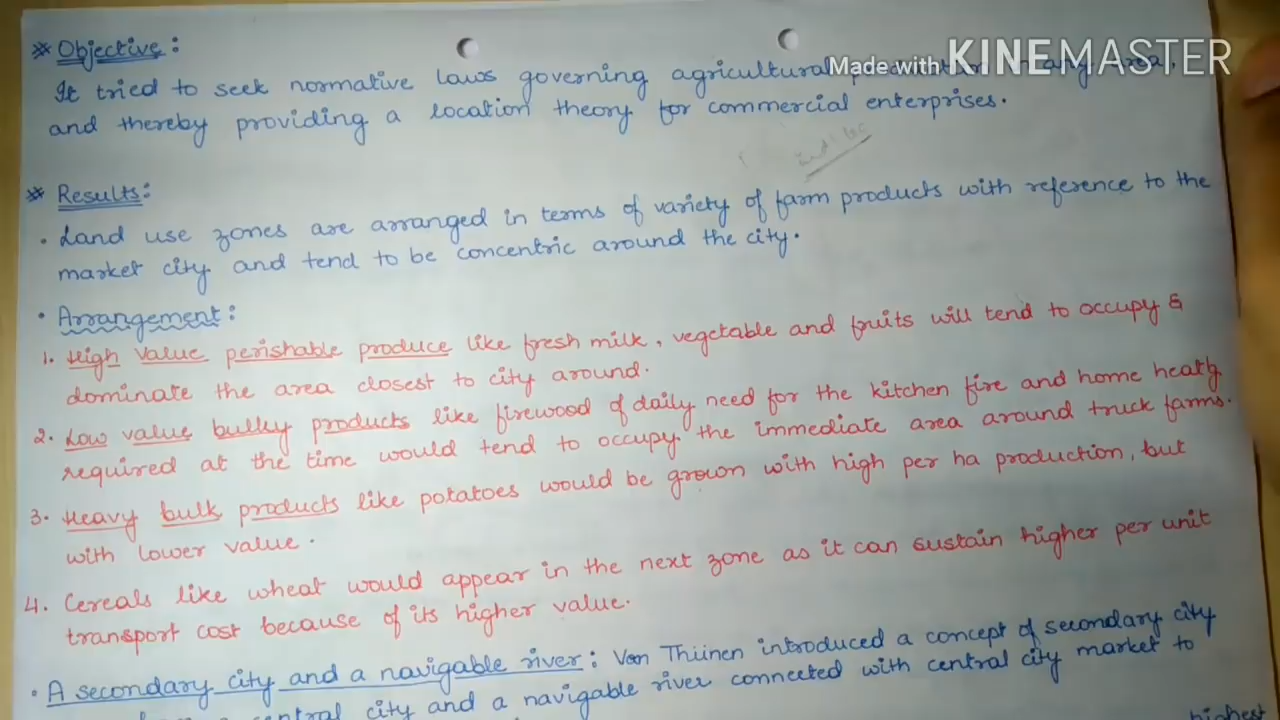 * Objective:
It tried to seek normative laws governing agricultural
Made with KINEMASTER
and thereby providing a location theory for commercial enterprises.
* Results:
• Land use zones are arranged in terms of variety of farm products with reference to the
market city and tend to be concentric around the city.
• Arrangement:
1. High value perishable produce like fresh milk, vegetable and fruits will tend to occupy &
dominate the area closest to city around.
2. Low value bulky products like firewood of daily need for the kitchen fire and home heatg
required at the time would tend to occupy the immediate area around truck farms.
3. Heavy bulk products like potatoes would be grown with high per ha production, but
with lower value.
4. Cereals like wheat would appear in the next zone as it can sustain higher per unit
transport cost because of its higher value.
• A secondary city and a navigable river: Von Thiinen introduced a concept of secondary city
central city and a navigable river connected with central city market to
highest